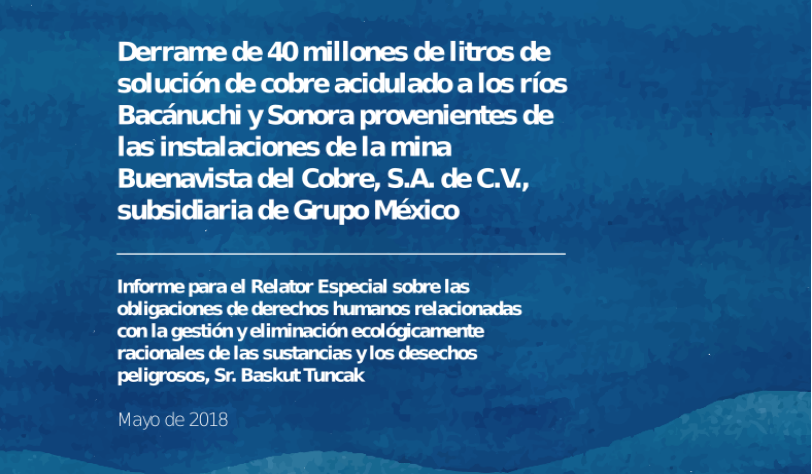 Derrame de 40 millones de litros de
solución de cobre acidulado a los ríos
Bacánuchi y Sonora provenientes de
las instalaciones de la mina
Buenavista del Cobre, S.A. de C.V.,
subsidiaria de Grupo México
Informe para el Relator Especial sobre las
obligaciones de derechos humanos relacionadas
con la gestión y eliminación ecológicamente
racionales de las sustancias y los desechos
peligrosos, Sr. Baskut Tuncak
Mayo de 2018